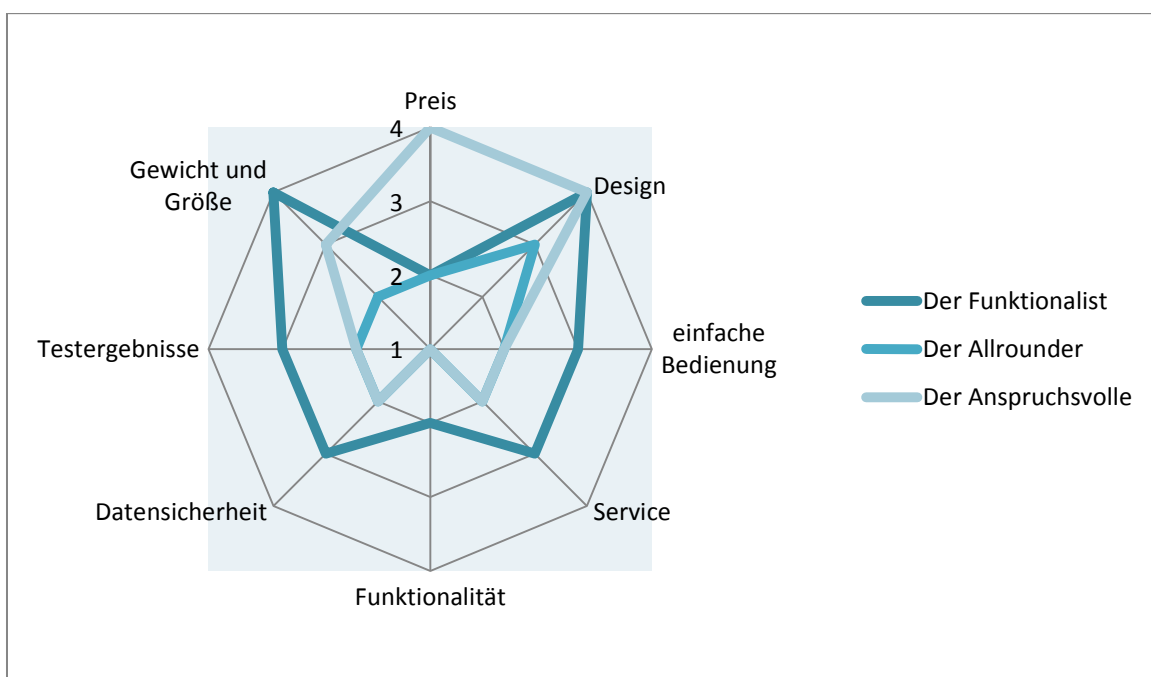 Preis
4
Gewicht und
Größe
Design
3
2
Testergebnisse
1
einfache
Bedienung
Datensicherheit
Service
Funktionalität
Der Funktionalist
Der Allrounder
Der Anspruchsvolle